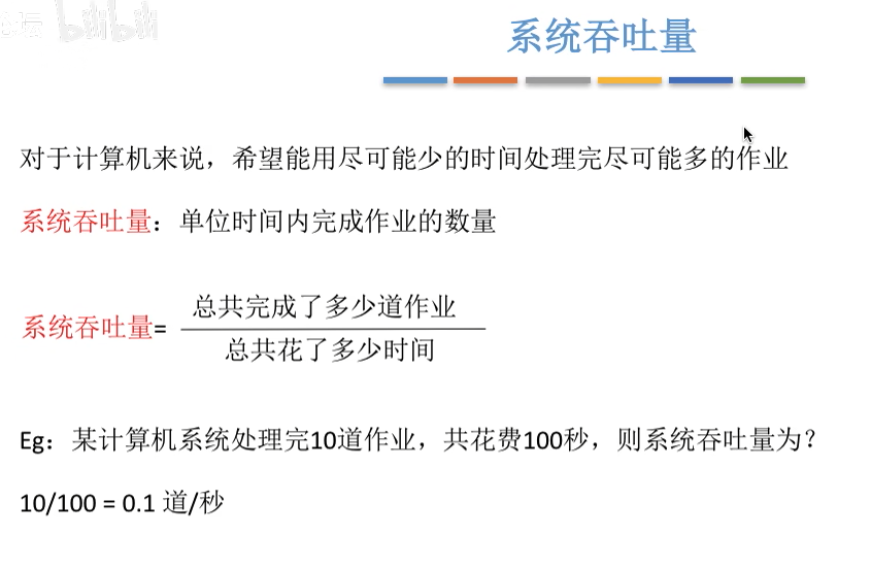 bilibili
系统吞吐量
对于计算机来说，希望能用尽可能少的时间处理完尽可能多的作业
系统吞吐量：单位时间内完成作业的数量
系统吞吐量=
总共完成了多少道作业
总共花了多少时间
Eg：某计算机系统处理完10道作业，共花费100秒，则系统吞吐量为？
10/100 = 0.1 道/秒